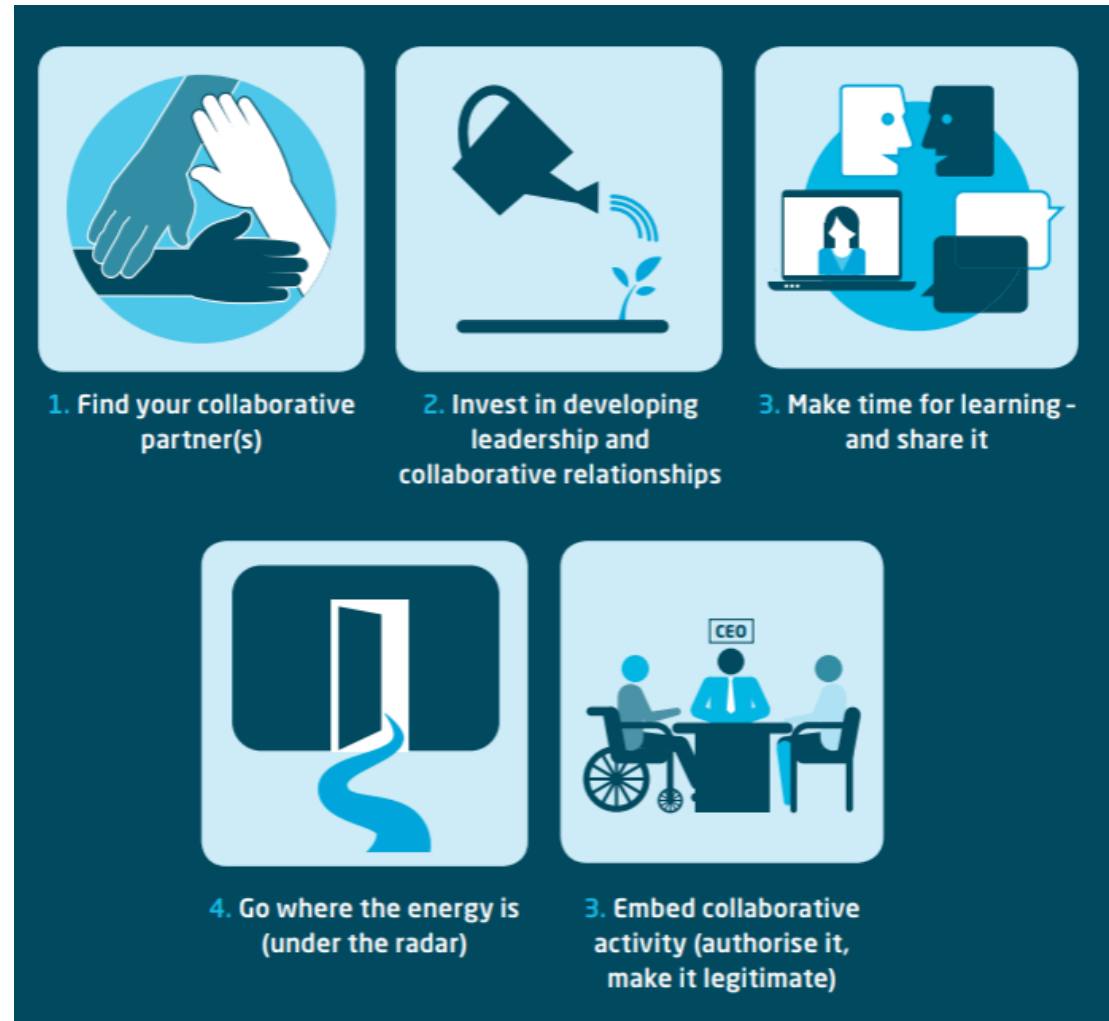 1. Find your collaborative
partner(s)
2. Invest in developing
leadership and
collaborative relationships
3. Make time for learning –
and share it
CEO
4. Go where the energy is
(under the radar)
3. Embed collaborative
activity (authorise it,
make it legitimate)